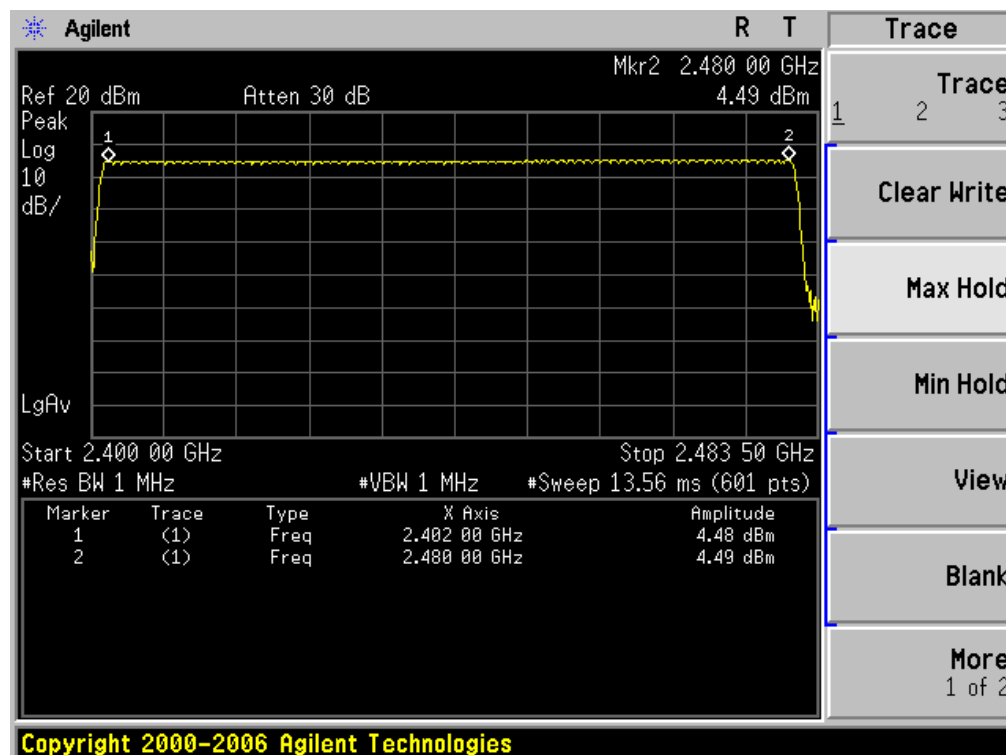 Agilent R T Trace
Mkr2 2.480 00 GHz
Ref 20 dBm Atten 30 dB 4.49 dBm
Peak
Log
10
dB/
1
2
LgAv
Start 2.400 00 GHz Stop 2.483 50 GHz
#Res BW 1 MHz #VBW 1 MHz #Sweep 13.56 ms (601 pts)
Marker Trace Type X Axis Amplitude
1 (1) Freq 2.402 00 GHz 4.48 dBm
2 (1) Freq 2.480 00 GHz 4.49 dBm
Trace
1 2 3
Clear Write
Max Hold
Min Hold
View
Blank
More
1 of 2
Copyright 2000-2006 Agilent Technologies